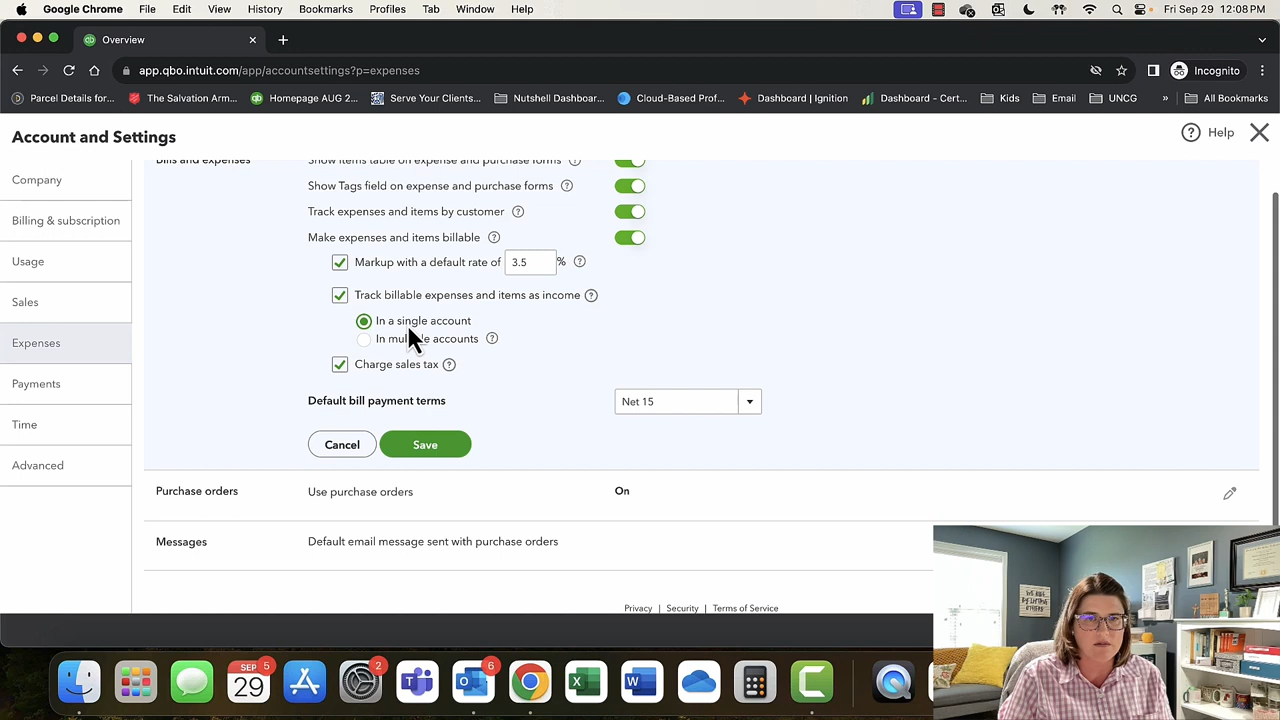 Google Chrome File Edit View History Bookmarks Profiles Tab Window Help Fri Sep 29 12:08 PM
Overview
app.qbo.intuit.com/app/accountsettings?p=expenses Incognito
Parcel Details for... The Salvation Arm... Homepage AUG 2... Serve Your Clients... Nutshell Dashboar... Cloud-Based Prof... Dashboard | Ignition Dashboard - Cert... Kids Email UNCG » All Bookmarks
Account and Settings ? Help
Company
Billing & subscription
Usage
Sales
Expenses
Payments
Time
Advanced
Bills and expenses Show items table on expense and purchase forms ?
Show Tags field on expense and purchase forms ?
Track expenses and items by customer ?
Make expenses and items billable ?
Markup with a default rate of 3.5 % ?
Track billable expenses and items as income ?
In a single account
In accounts ?
Charge sales tax ?
Default bill payment terms Net 15
Cancel Save
Purchase orders Use purchase orders On
Messages Default email message sent with purchase orders
Privacy | Security | Terms of Service
SEP 5
29
2
6